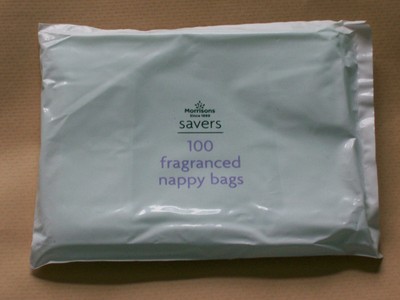 Morrisons
Since 1899
savers
100
fragranced
nappy bags